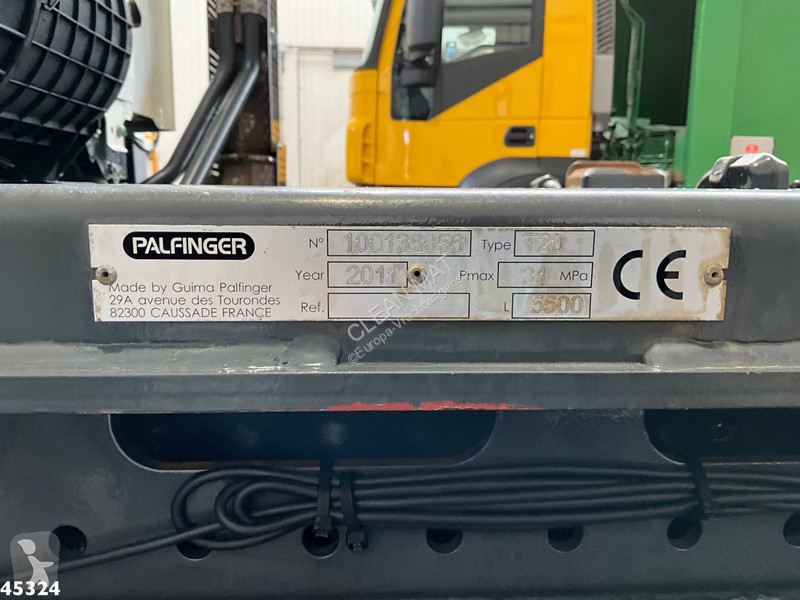 PALFINGER
Made by Guima Palfinger
29A avenue des Tourondes
82300 CAUSSADE FRANCE
N° Type T20
Year 2011 Pmax 31 MPa
Ref. L 5500
CE
CLEANMAT
45324